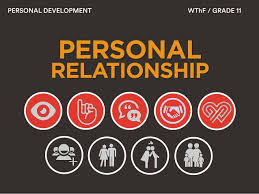 PERSONAL DEVELOPMENT
WThF / GRADE 11
PERSONAL
RELATIONSHIP